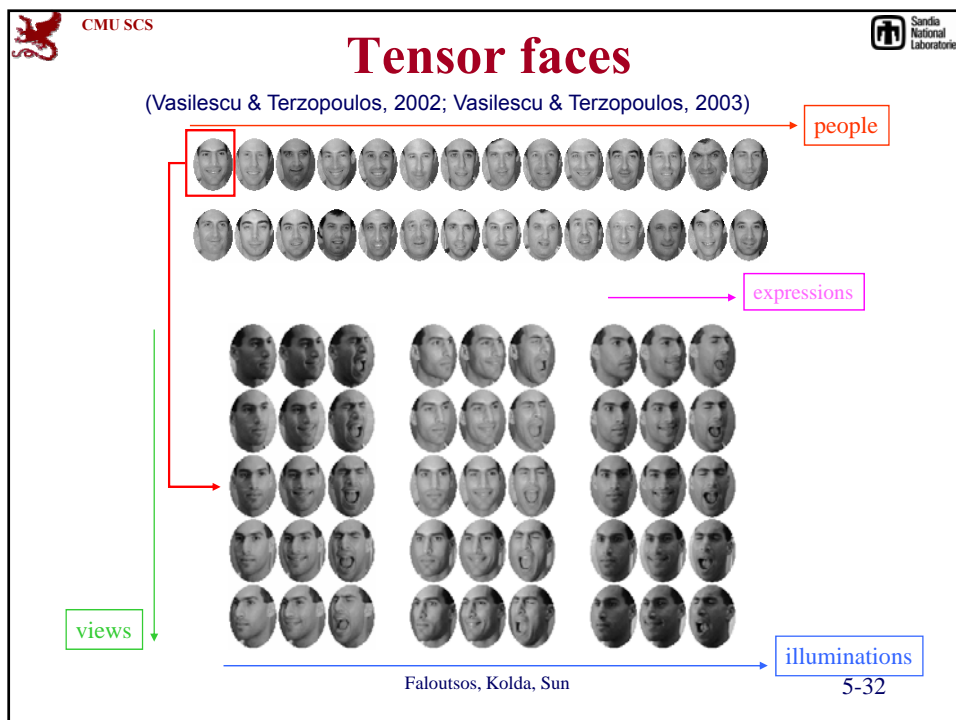 CMU SCS
Sandia
National
Laboratories
Tensor faces
(Vasilescu & Terzopoulos, 2002; Vasilescu & Terzopoulos, 2003)
people
expressions
views
illuminations
Faloutsos, Kolda, Sun
5-32